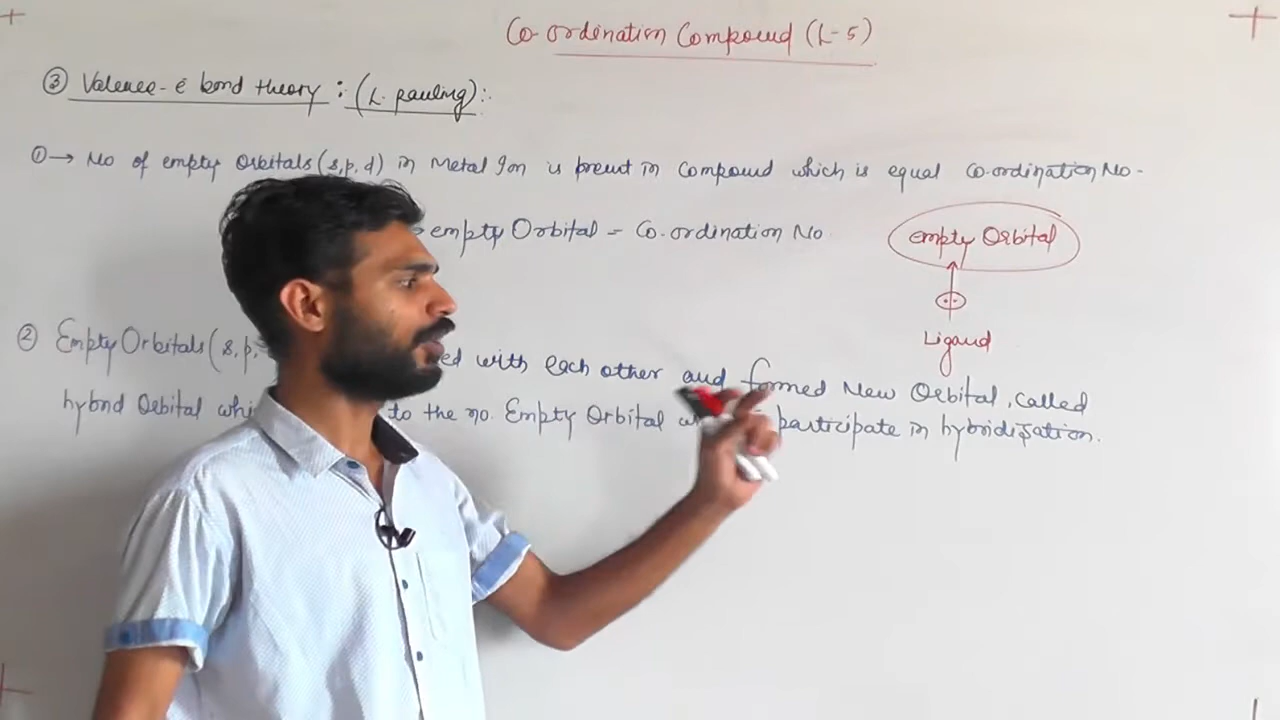 Co-ordination Compound (L-5)
③ Valence-e bond theory : (L. pauling):.
①→ No of empty Orbitals (s,p,d) in Metal Ion is present in Compound which is equal Co-ordination No-
empty Orbital = Co-ordination No
empty Orbital
Ligand
② Empty Orbitals (s,p, ed with each other and formed New Orbital, Called
hybrid Orbital whi to the no. Empty Orbital participate in hybridisation.